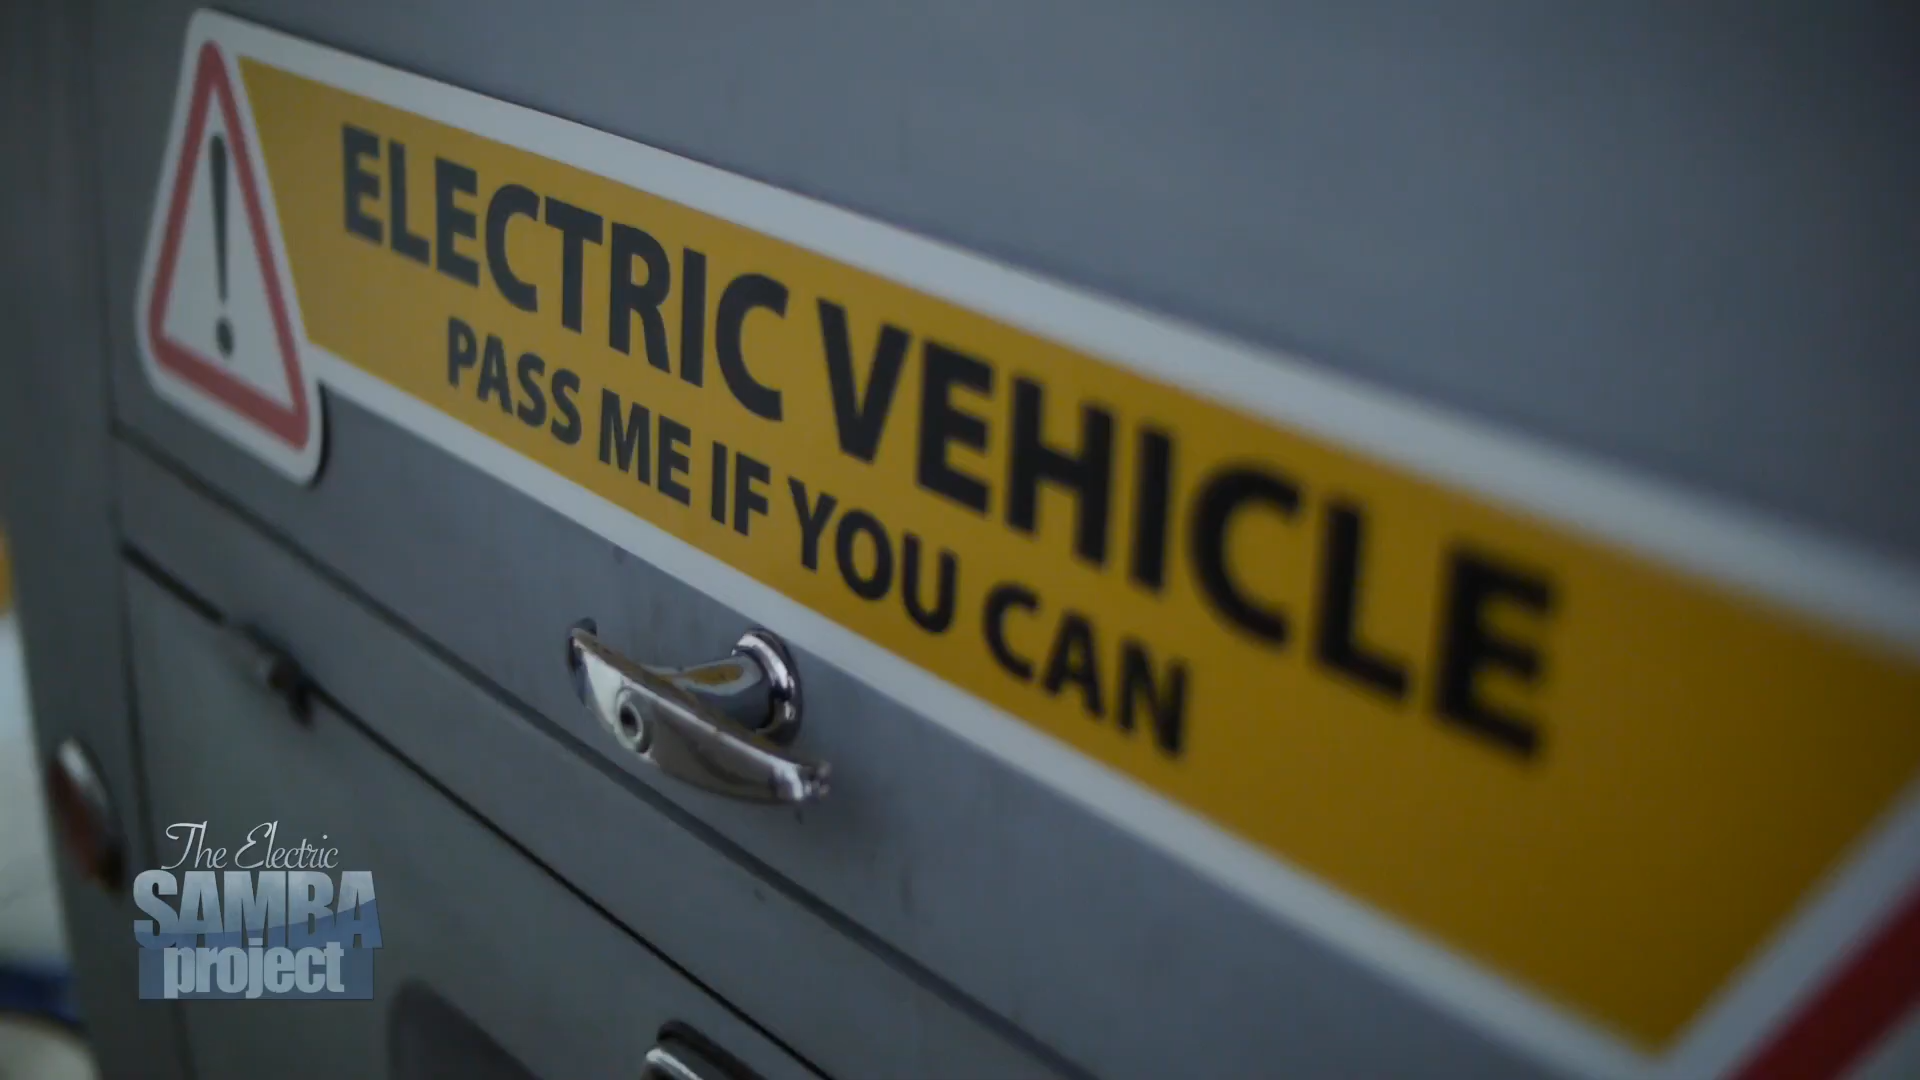 ELECTRIC VEHICLE
PASS ME IF YOU CAN
The Electric
SAMBA
project